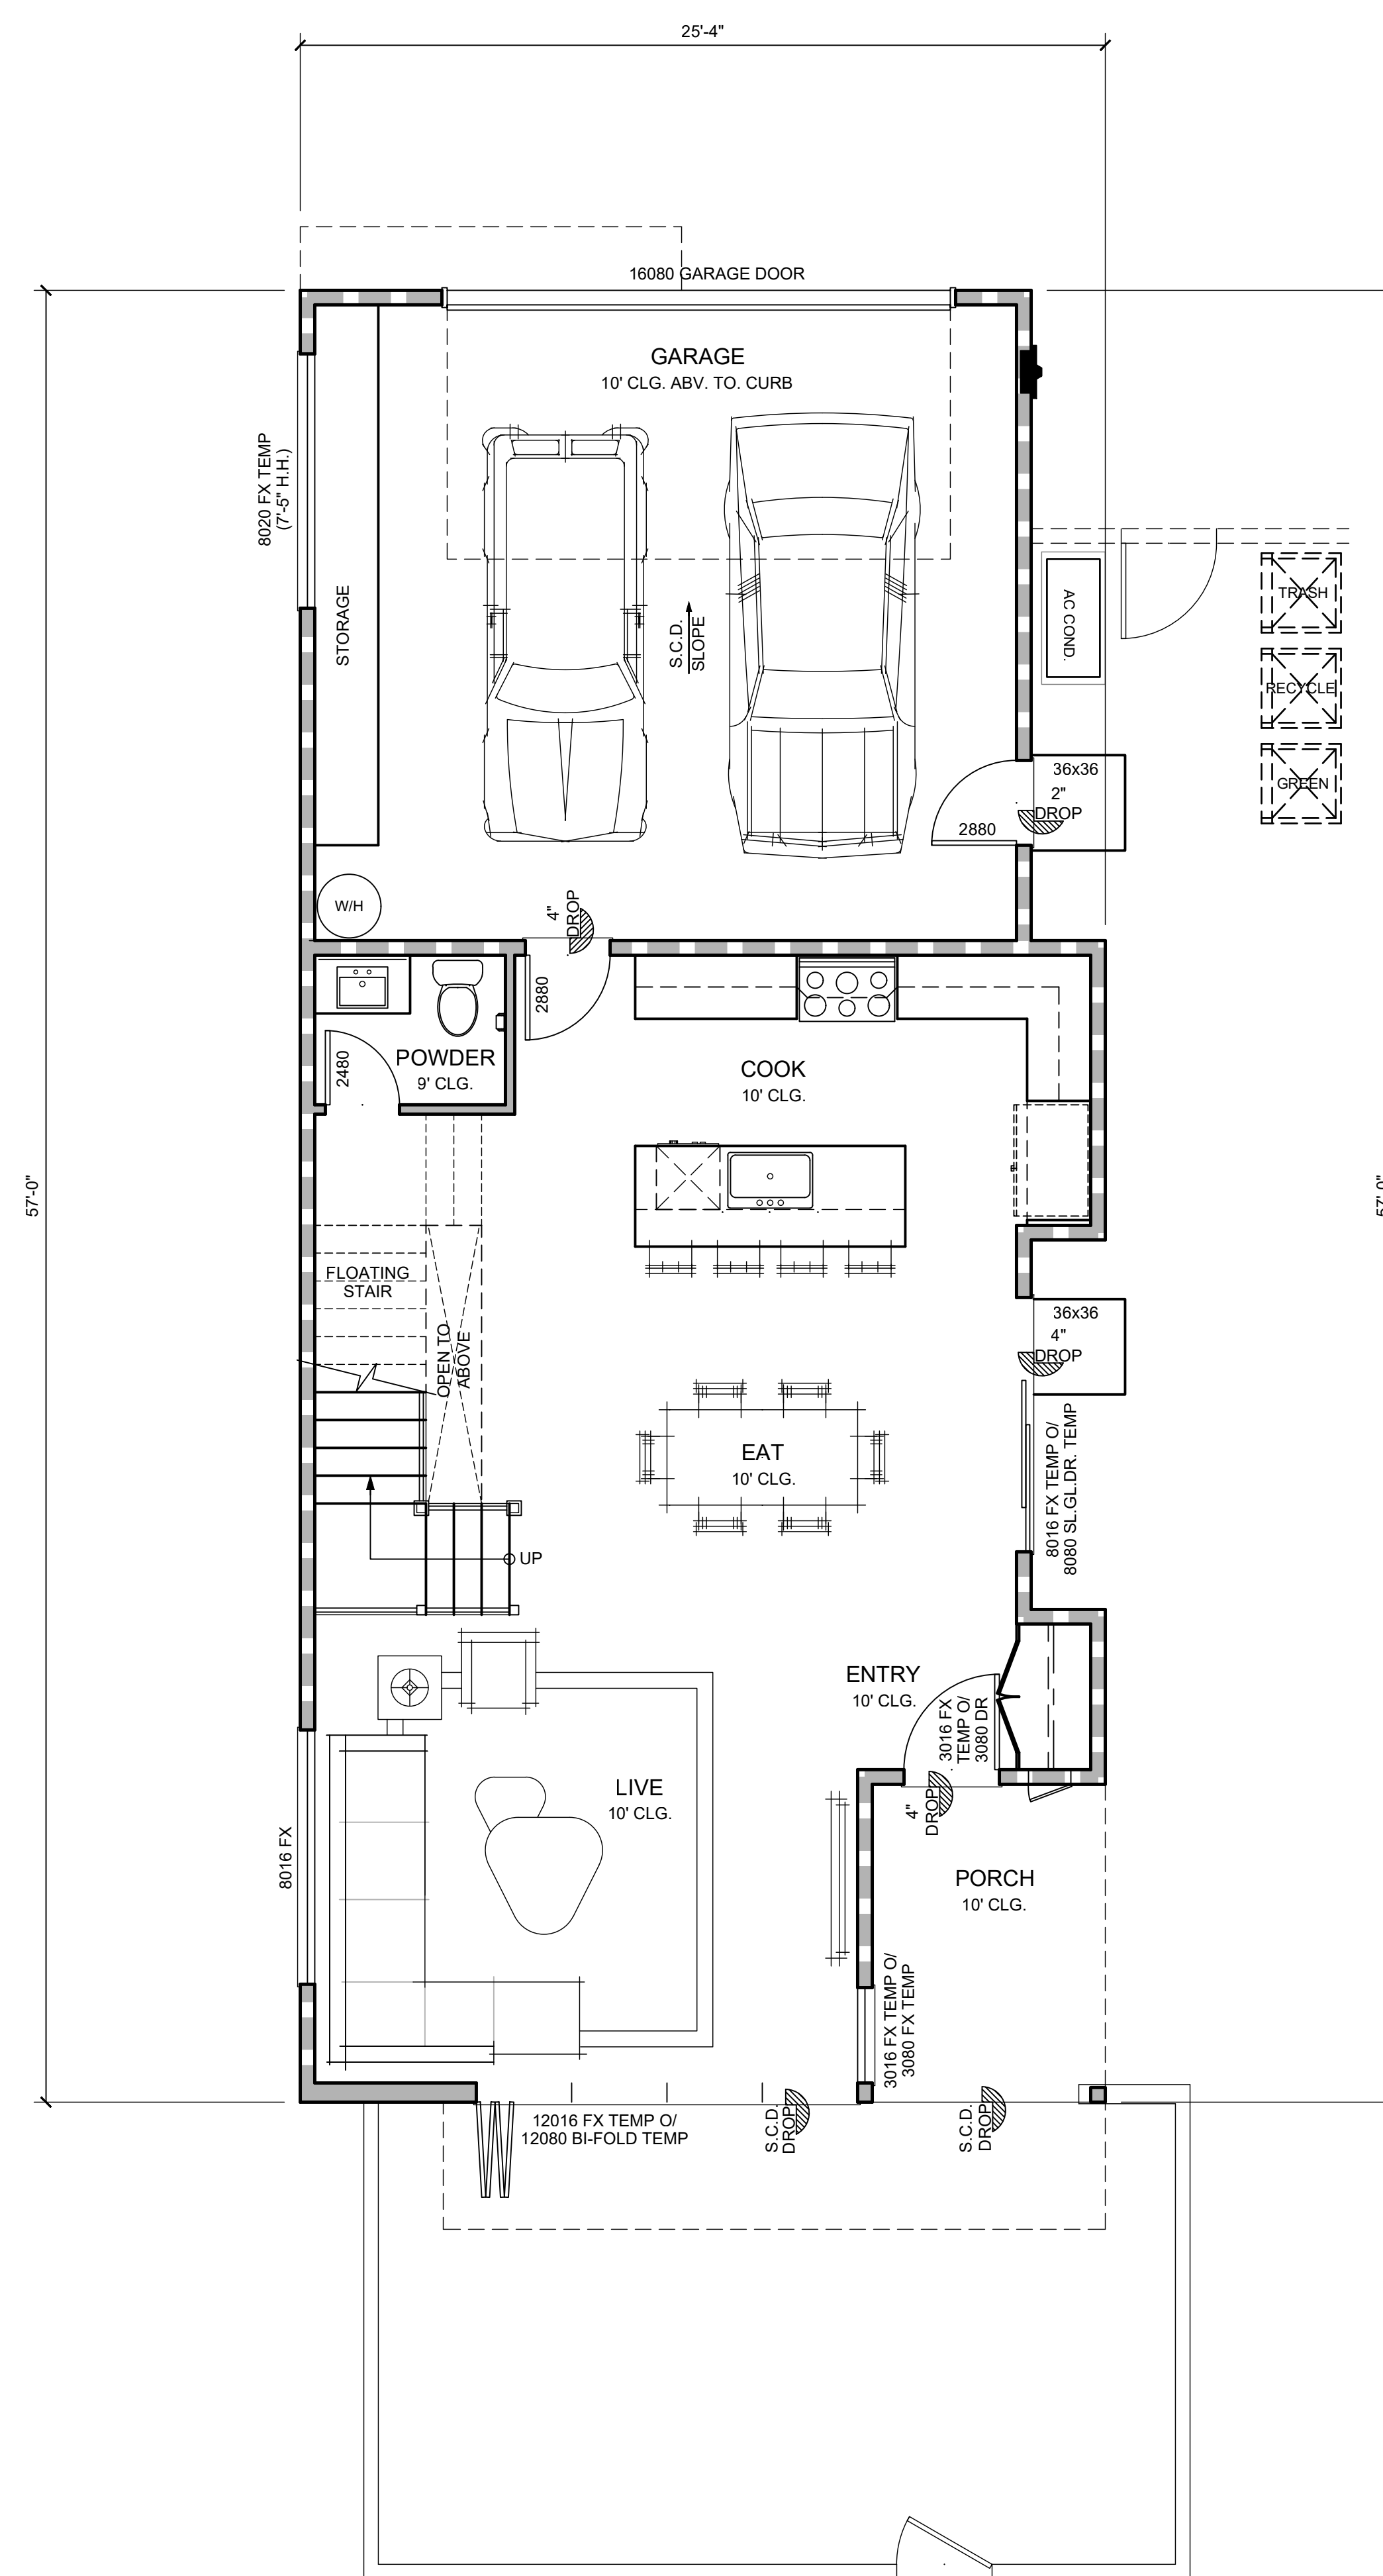 25'-4"
16080 GARAGE DOOR
GARAGE
10' CLG. ABV. TO. CURB
8020 FX TEMP
(7'-5" H.H.)
STORAGE
S.C.D.
SLOPE
AC COND.
TRASH
RECYCLE
GREEN
36x36
2"
DROP
2880
W/H
4"
DROP
2880
2480
POWDER
9' CLG.
COOK
10' CLG.
57'-0"
57'-0"
FLOATING
STAIR
OPEN TO
ABOVE
36x36
4"
DROP
EAT
10' CLG.
8016 FX TEMP O/
8080 SL.GL.DR. TEMP
UP
ENTRY
10' CLG.
3016 FX
TEMP O/
3080 DR
LIVE
10' CLG.
4"
DROP
8016 FX
PORCH
10' CLG.
3016 FX TEMP O/
3080 FX TEMP
12016 FX TEMP O/
12080 BI-FOLD TEMP
S.C.D.
DROP
S.C.D.
DROP